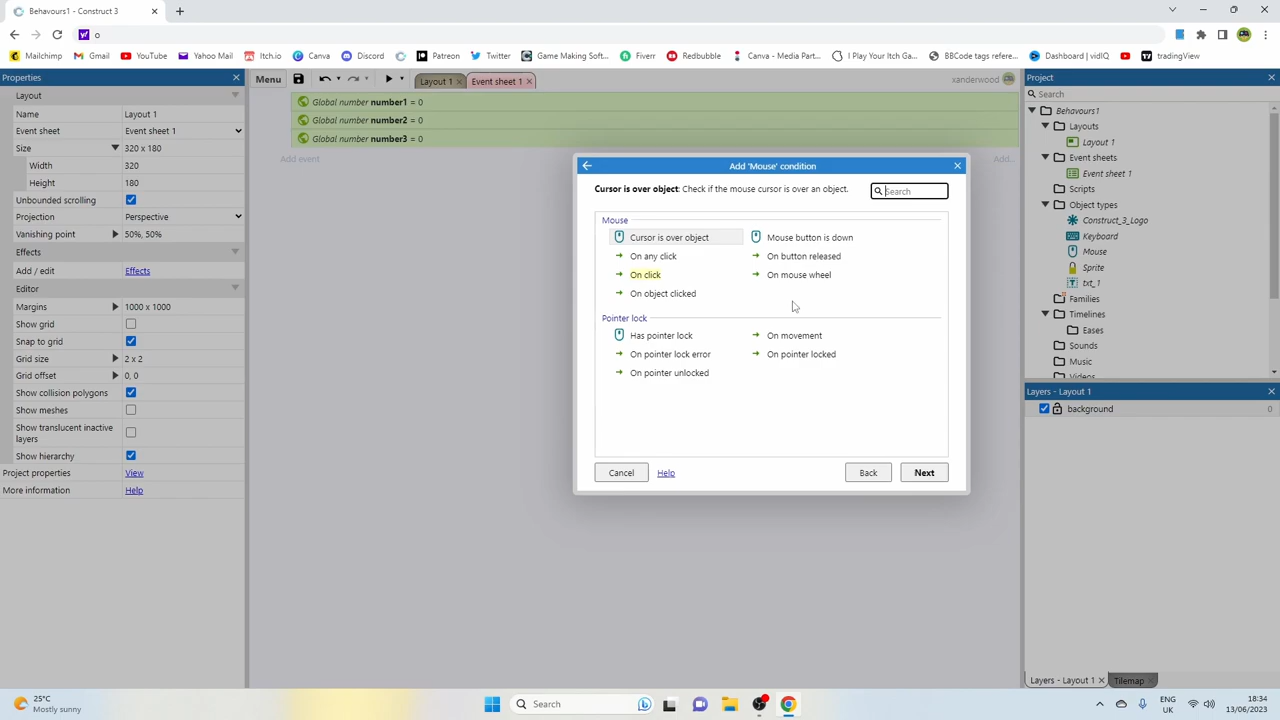 Behavours1 - Construct 3
o
Mailchimp Gmail YouTube Yahoo Mail Itch.io Canva Discord Patreon Twitter Game Making Soft... Fiverr Redbubble Canva - Media Part... I Play Your Itch Ga... BBCode tags refere... Dashboard | vidIQ tradingView
Properties
Layout
Name Layout 1
Event sheet Event sheet 1
Size 320 x 180
Width 320
Height 180
Unbounded scrolling
Projection Perspective
Vanishing point 50%, 50%
Effects
Add / edit Effects
Editor
Margins 1000 x 1000
Show grid
Snap to grid
Grid size 2 x 2
Grid offset 0, 0
Show collision polygons
Show meshes
Show translucent inactive
layers
Show hierarchy
Project properties View
More information Help
Menu Layout 1 Event sheet 1 xanderwood
Global number number1 = 0
Global number number2 = 0
Global number number3 = 0
Add event Add...
Add 'Mouse' condition
Cursor is over object: Check if the mouse cursor is over an object. Search
Mouse
Cursor is over object Mouse button is down
On any click On button released
On click On mouse wheel
On object clicked
Pointer lock
Has pointer lock On movement
On pointer lock error On pointer locked
On pointer unlocked
Cancel Help Back Next
Project
Search
Behavours1
Layouts
Layout 1
Event sheets
Event sheet 1
Scripts
Object types
Construct_3_Logo
Keyboard
Mouse
Sprite
txt_1
Families
Timelines
Eases
Sounds
Music
Videos
Layers - Layout 1
background 0
Layers - Layout 1 Tilemap
25°C
Mostly sunny
Search
ENG
UK
18:34
13/06/2023